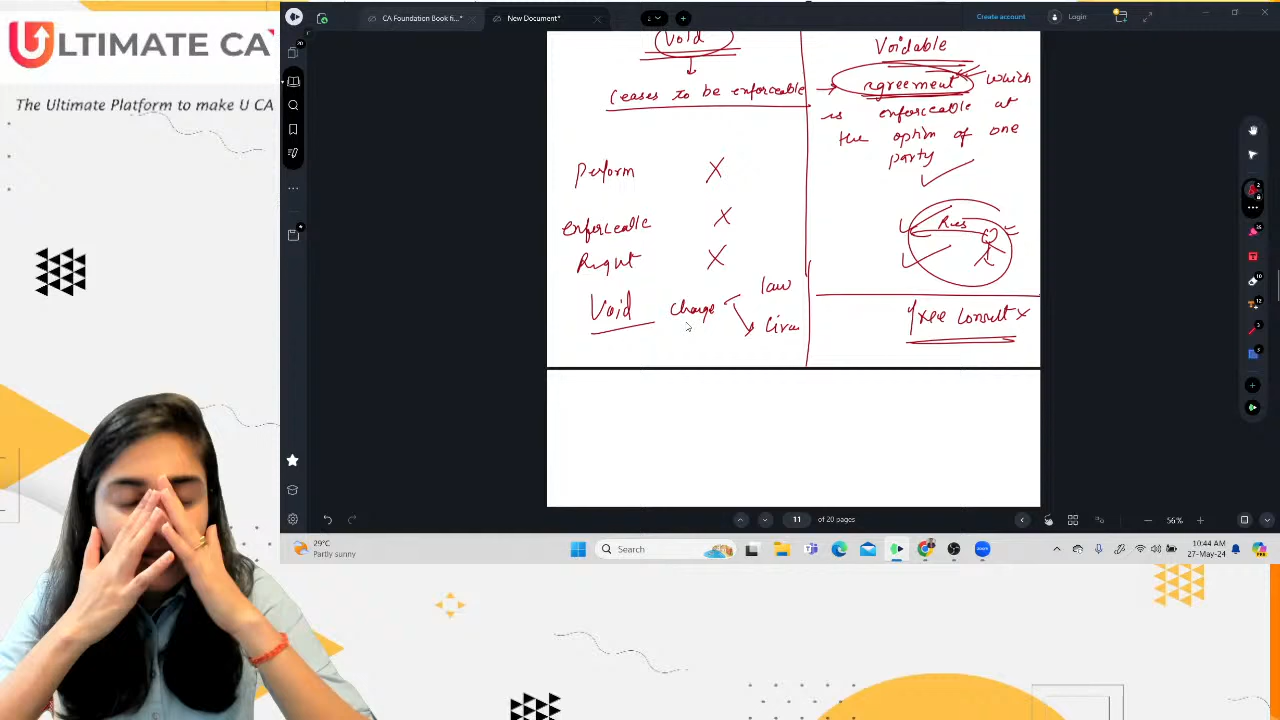 ULTIMATE CA
The Ultimate Platform to make U CA
CA Foundation Book fi...*
New Document*
Create account
Login
Void
Ceases to be enforceable
Perform X
enforceable X
Right X
Void Change law
Voidable
agreement which
is enforceable at
the option of one
party
Free Consult x
11 of 20 pages
56%
29°C
Partly sunny
Search
10:44 AM
27-May-24